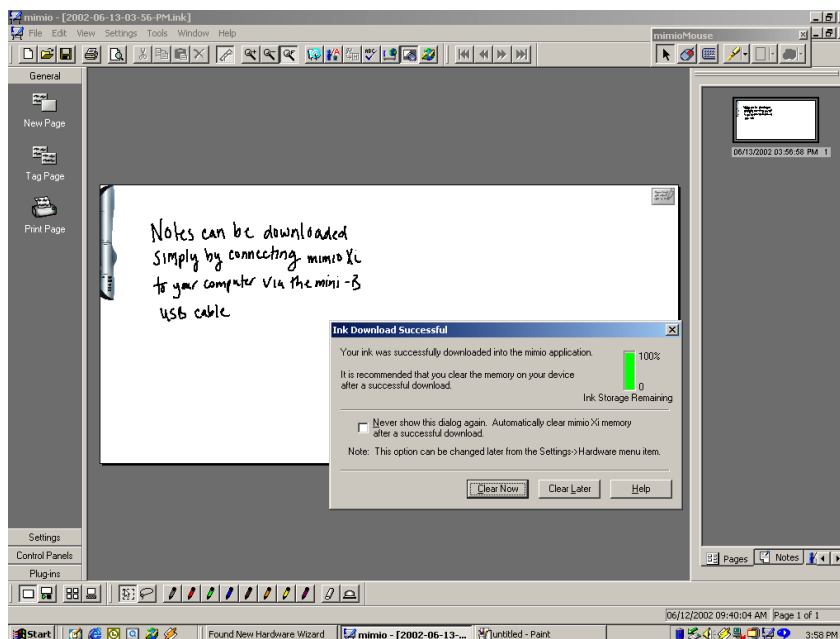 mimio - [2002-06-13-03-56-PM.ink]
File Edit View Settings Tools Window Help
mimioMouse
General
New Page
Tag Page
Print Page
06/13/2002 03:56:58 PM 1
Notes can be downloaded
simply by connecting mimio Xi
to your computer via the mini-B
USB cable
Ink Download Successful
Your ink was successfully downloaded into the mimio application.
It is recommended that you clear the memory on your device
after a successful download.
100%
0
Ink Storage Remaining
Never show this dialog again. Automatically clear mimio Xi memory
after a successful download.
Note: This option can be changed later from the Settings->Hardware menu item.
Clear Now Clear Later Help
Settings
Control Panels
Plug-ins
Pages Notes
06/12/2002 09:40:04 AM Page 1 of 1
Start Found New Hardware Wizard mimio - [2002-06-13-... untitled - Paint 3:58 PM